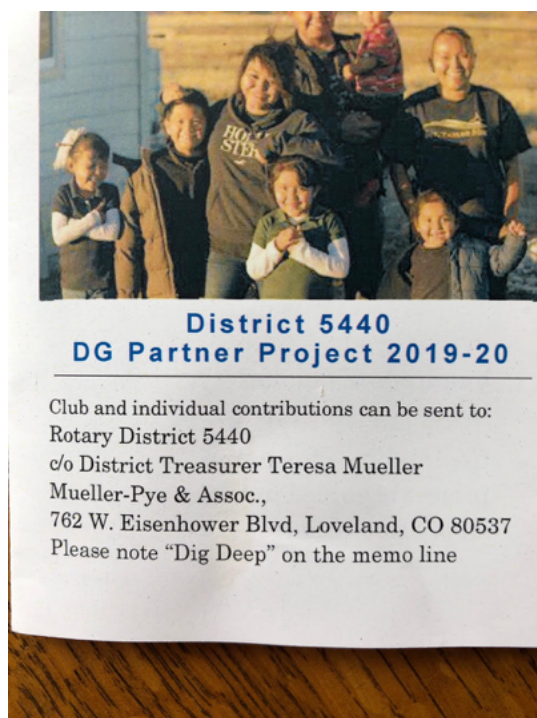 District 5440
DG Partner Project 2019-20
Club and individual contributions can be sent to:
Rotary District 5440
c/o District Treasurer Teresa Mueller
Mueller-Pye & Assoc.,
762 W. Eisenhower Blvd, Loveland, CO 80537
Please note “Dig Deep” on the memo line